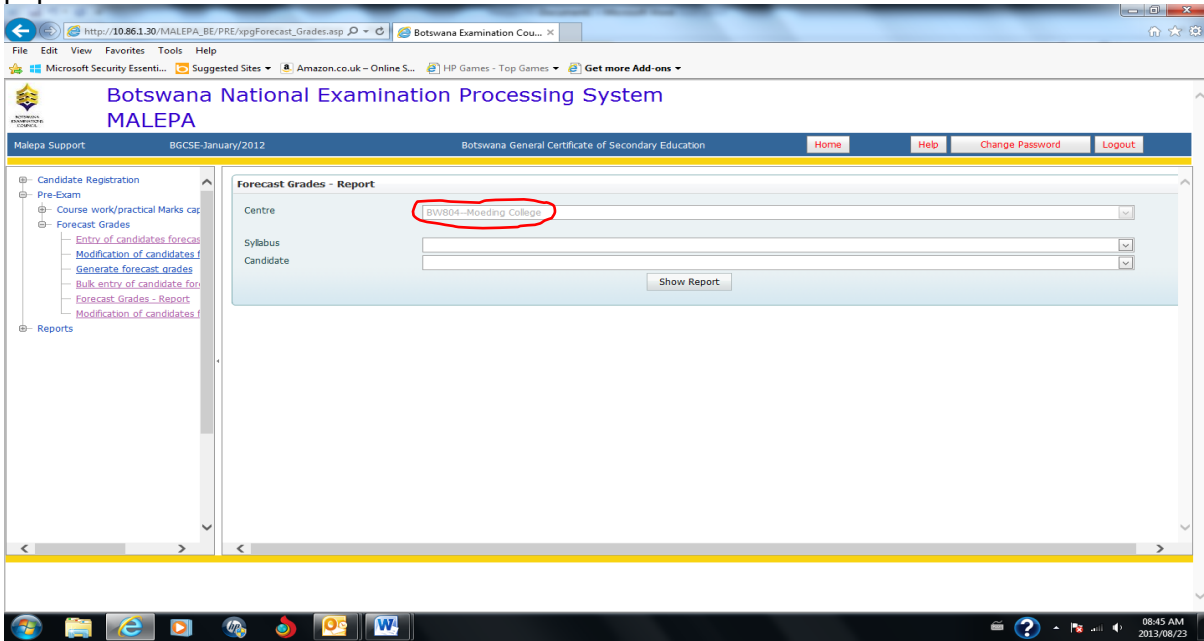 http://10.86.1.30/MALEPA_BE/PRE/xpgForecast_Grades.asp
Botswana Examination Cou...
File Edit View Favorites Tools Help
Microsoft Security Essenti... Suggested Sites Amazon.co.uk – Online S... HP Games - Top Games Get more Add-ons
Botswana National Examination Processing System
MALEPA
Malepa Support BGCSE-January/2012 Botswana General Certificate of Secondary Education Home Help Change Password Logout
Candidate Registration
Pre-Exam
Course work/practical Marks cap
Forecast Grades
Entry of candidates forecas
Modification of candidates f
Generate forecast grades
Bulk entry of candidate for
Forecast Grades - Report
Modification of candidates f
Reports
Forecast Grades - Report
Centre BW804--Moeding College
Syllabus
Candidate
Show Report
08:45 AM
2013/08/23